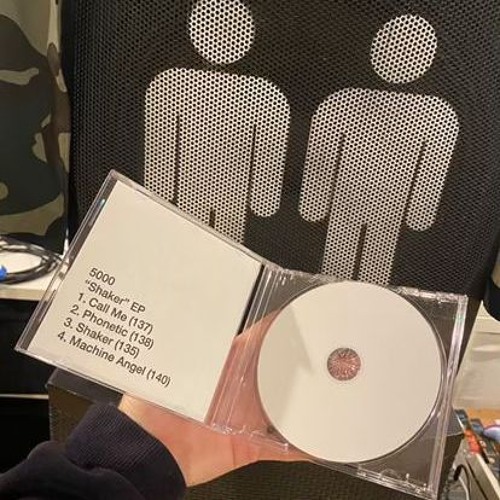 5000
"Shaker" EP
1. Call Me (137)
2. Phonetic (138)
3. Shaker (135)
4. Machine Angel (140)